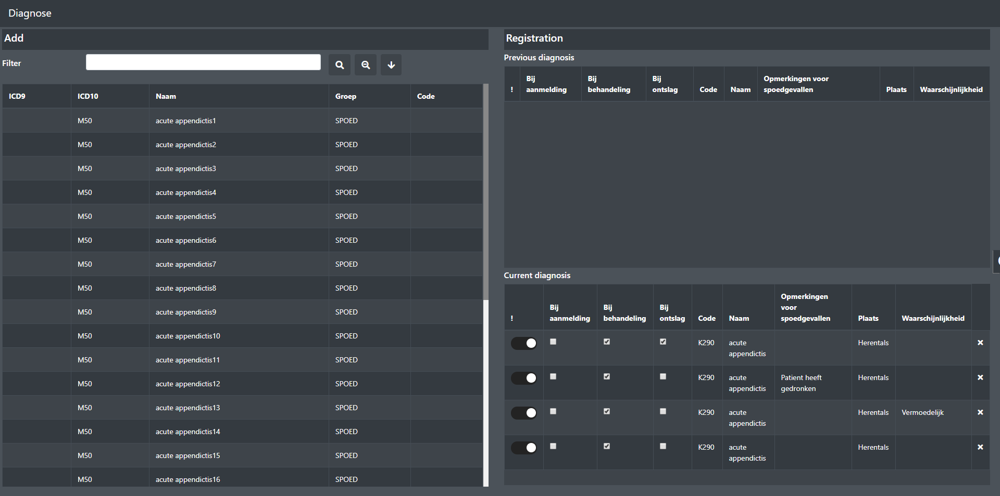 Diagnose
Add
Filter
ICD9 ICD10 Naam Groep Code
M50 acute appendictis1 SPOED
M50 acute appendictis2 SPOED
M50 acute appendictis3 SPOED
M50 acute appendictis4 SPOED
M50 acute appendictis5 SPOED
M50 acute appendictis6 SPOED
M50 acute appendictis7 SPOED
M50 acute appendictis8 SPOED
M50 acute appendictis9 SPOED
M50 acute appendictis10 SPOED
M50 acute appendictis11 SPOED
M50 acute appendictis12 SPOED
M50 acute appendictis13 SPOED
M50 acute appendictis14 SPOED
M50 acute appendictis15 SPOED
M50 acute appendictis16 SPOED
Registration
Previous diagnosis
Bij Bij Bij Opmerkingen voor
! aanmelding behandeling ontslag Code Naam spoedgevallen Plaats Waarschijnlijkheid
Current diagnosis
Opmerkingen
Bij Bij Bij voor
! aanmelding behandeling ontslag Code Naam spoedgevallen Plaats Waarschijnlijkheid
K290 acute Herentals
appendictis
K290 acute Patient heeft Herentals
appendictis gedronken
K290 acute Herentals Vermoedelijk
appendictis
K290 acute Herentals
appendictis